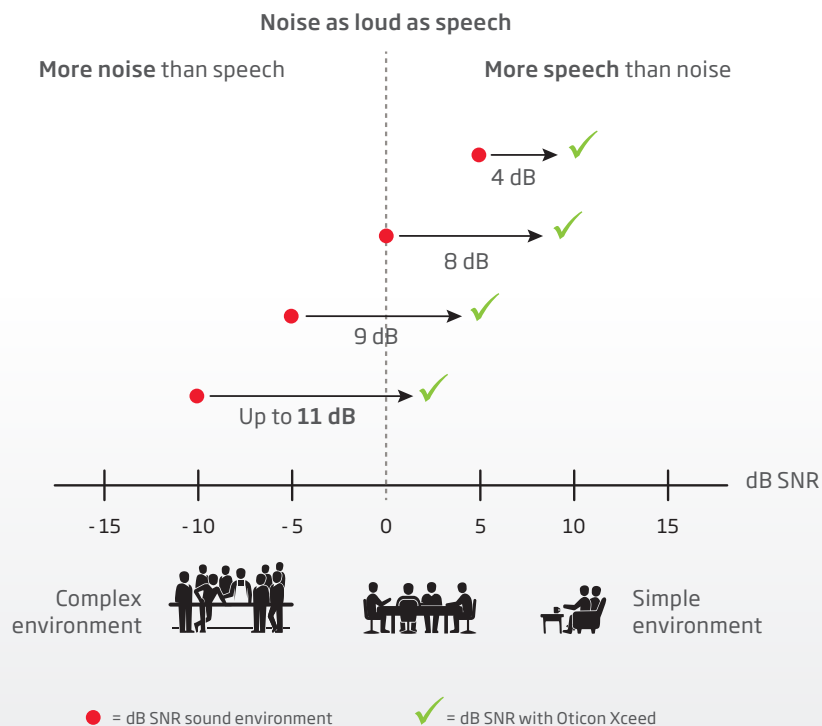 Noise as loud as speech
More noise than speech
More speech than noise
4 dB
8 dB
9 dB
Up to 11 dB
dB SNR
-15 -10 -5 0 5 10 15
Complex
environment
Simple
environment
= dB SNR sound environment
= dB SNR with Oticon Xceed